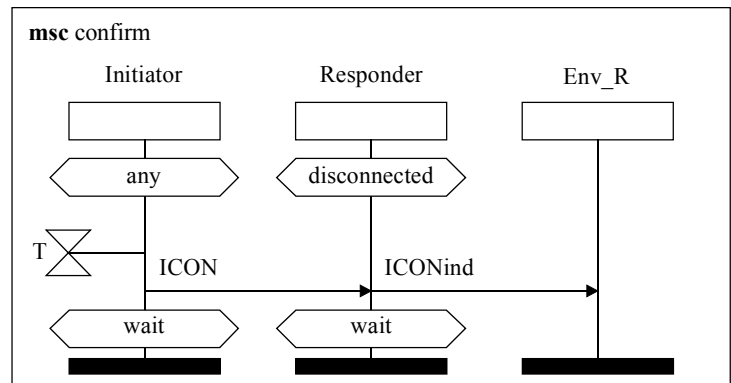 msc confirm
Initiator Responder Env_R
any disconnected
T
ICON ICONind
wait wait